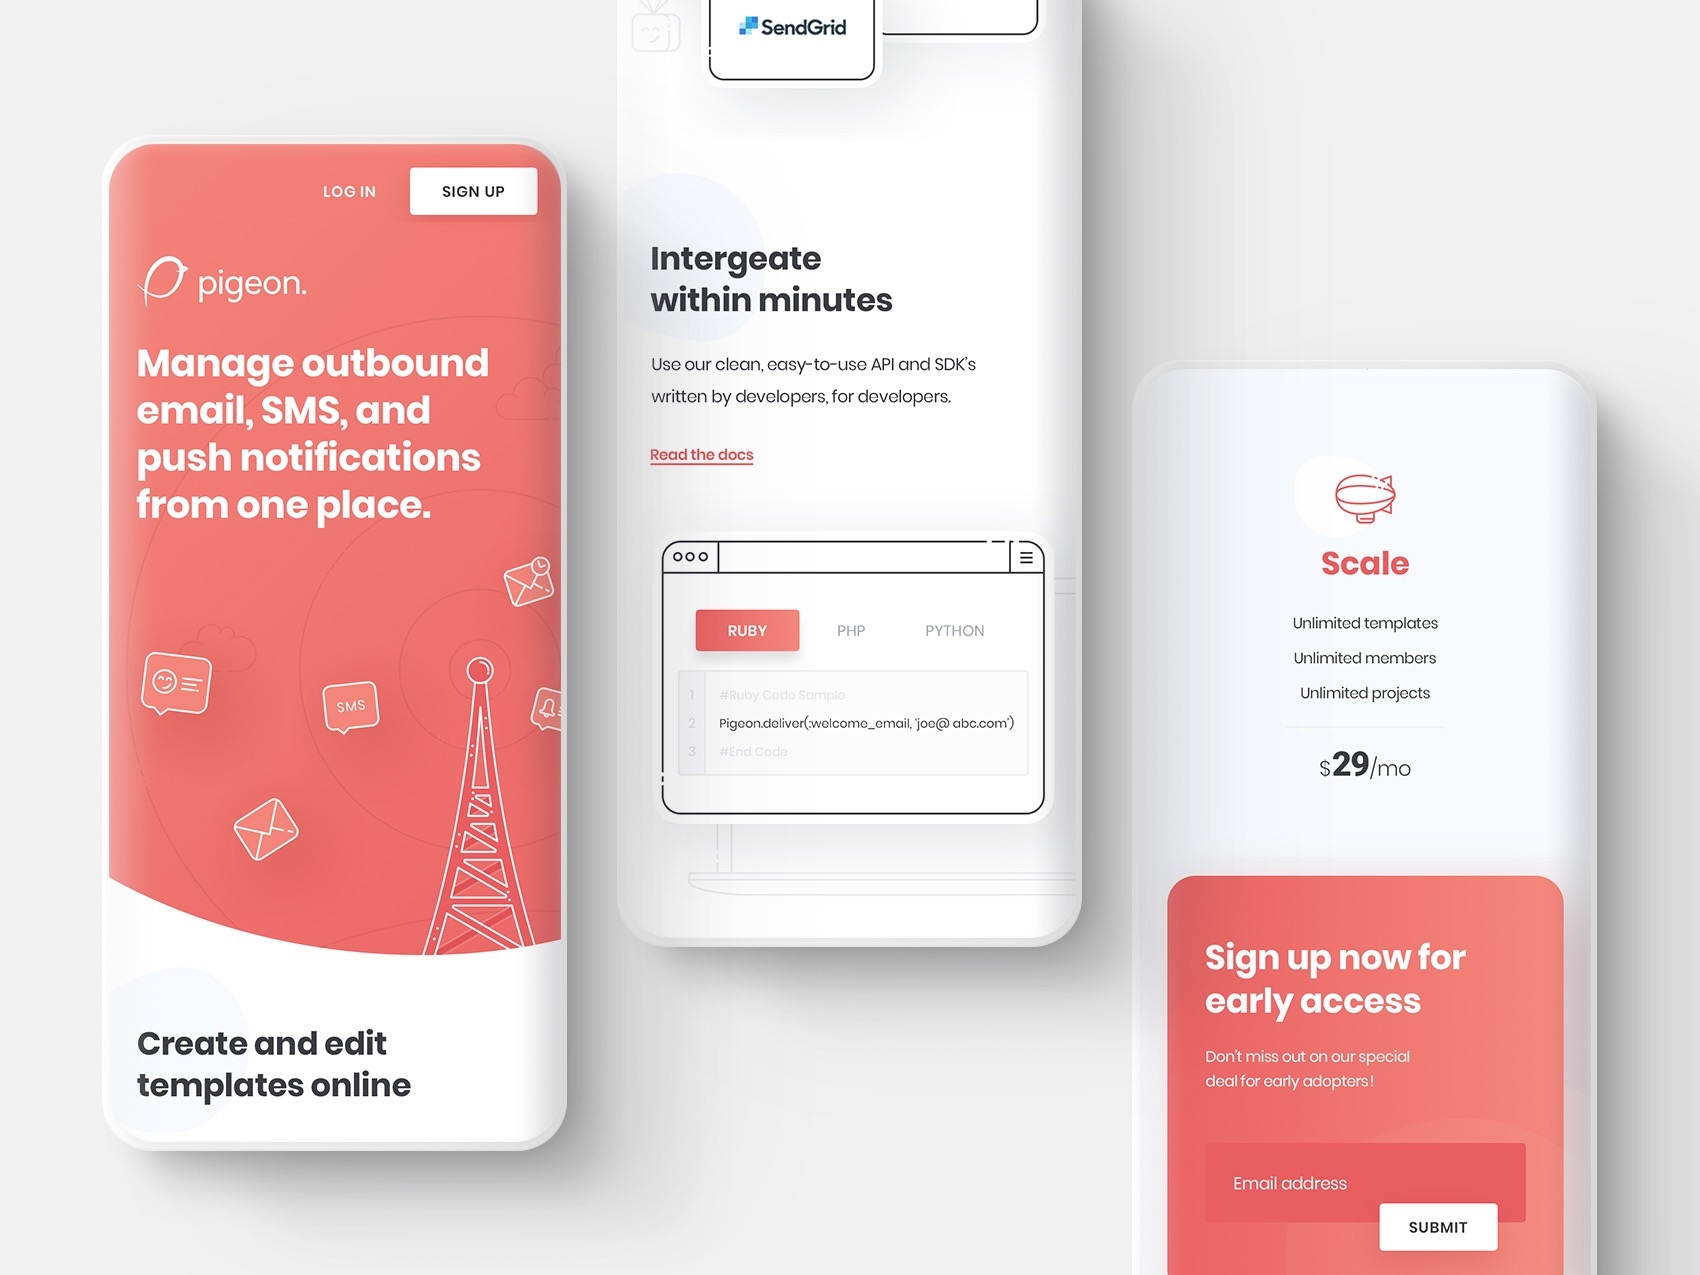 LOG IN
SIGN UP
pigeon.
Manage outbound
email, SMS, and
push notifications
from one place.
SMS
Create and edit
templates online
SendGrid
Intergeate
within minutes
Use our clean, easy-to-use API and SDK's
written by developers, for developers.
Read the docs
RUBY
PHP
PYTHON
1 #Ruby Code Sample
2 Pigeon.deliver(:welcome_email, 'joe@ abc.com')
3 #End Code
Scale
Unlimited templates
Unlimited members
Unlimited projects
$29/mo
Sign up now for
early access
Don't miss out on our special
deal for early adopters!
Email address
SUBMIT